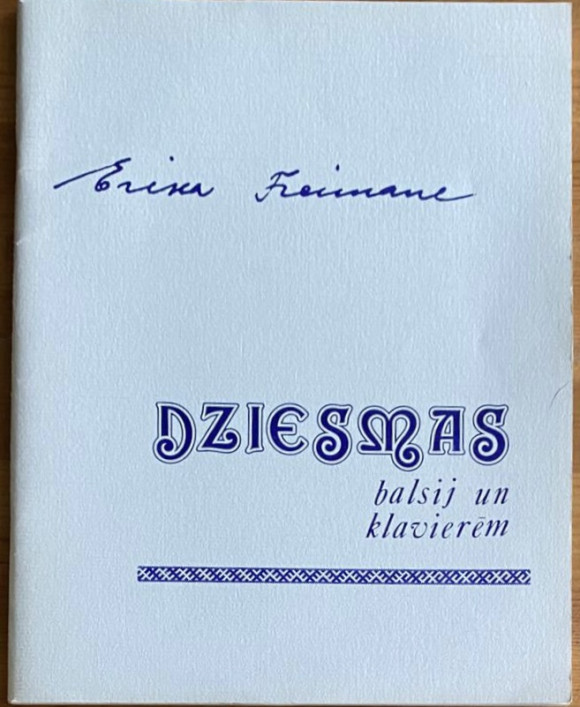 Erika Freimane
DZIESMAS
balsij un
klavierēm